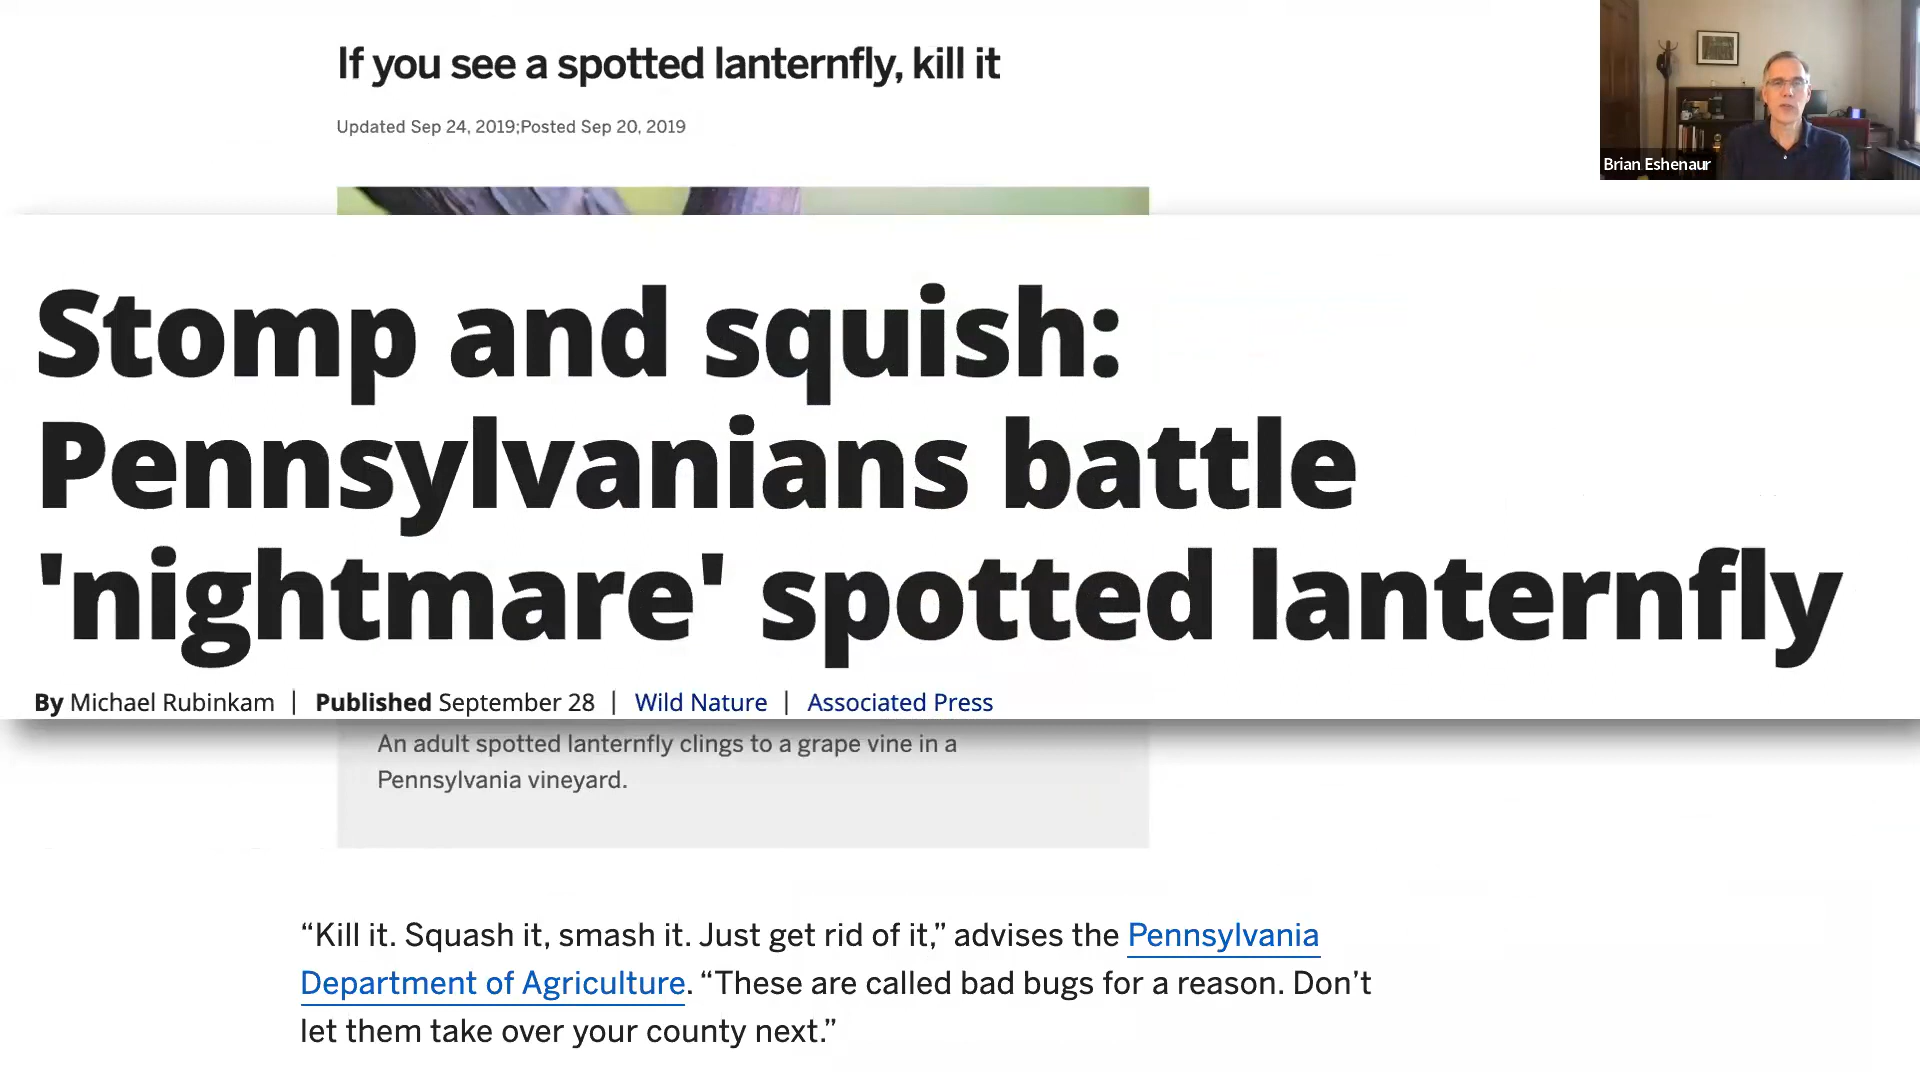 If you see a spotted lanternfly, kill it
Updated Sep 24, 2019;Posted Sep 20, 2019
Brian Eshenaur
Stomp and squish:
Pennsylvanians battle
'nightmare' spotted lanternfly
By Michael Rubinkam | Published September 28 | Wild Nature | Associated Press
An adult spotted lanternfly clings to a grape vine in a
Pennsylvania vineyard.
“Kill it. Squash it, smash it. Just get rid of it,” advises the Pennsylvania
Department of Agriculture. “These are called bad bugs for a reason. Don’t
let them take over your county next.”